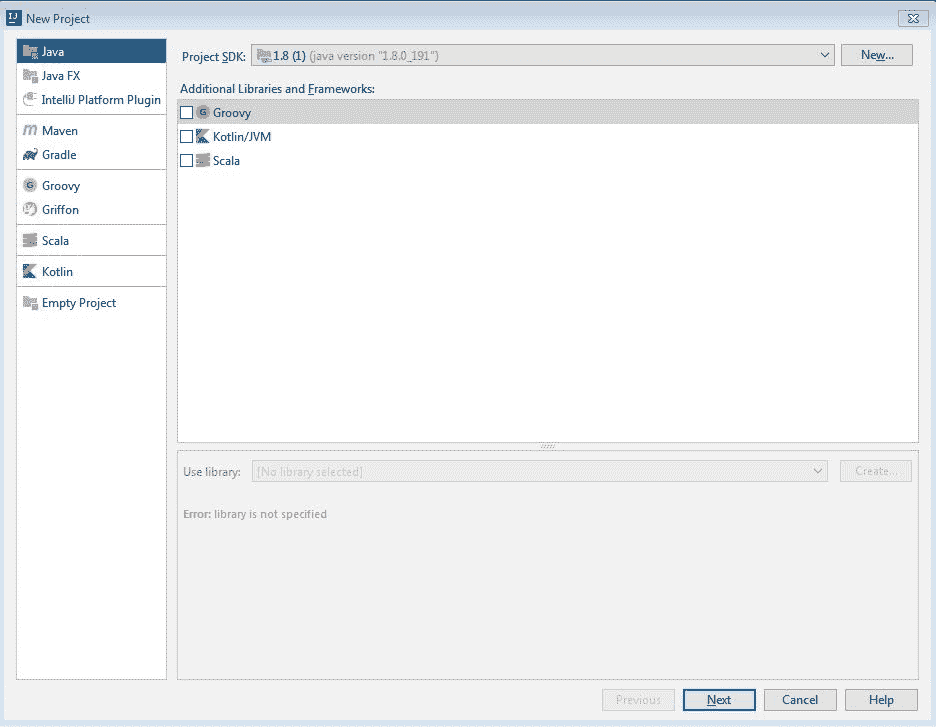 New Project
Java
Java FX
IntelliJ Platform Plugin
Maven
Gradle
Groovy
Griffon
Scala
Kotlin
Empty Project
Project SDK: 1.8 (1) (java version "1.8.0_191") New...
Additional Libraries and Frameworks:
Groovy
Kotlin/JVM
Scala
Use library: [No library selected] Create...
Error: library is not specified
Previous Next Cancel Help